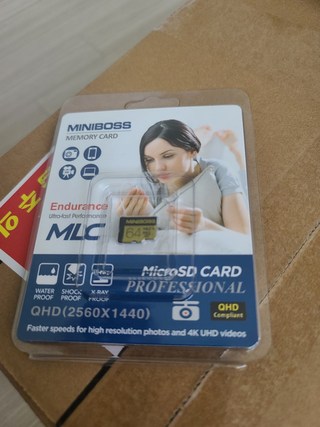 MINIBOSS
MEMORY CARD
Endurance
Ultra-fast Performance
MLC
MINIBOSS
64
MicroSD CARD
PROFESSIONAL
WATER PROOF
SHOCK PROOF
X RAY PROOF
QHD(2560X1440)
QHD
Compliant
Faster speeds for high resolution photos and 4K UHD videos